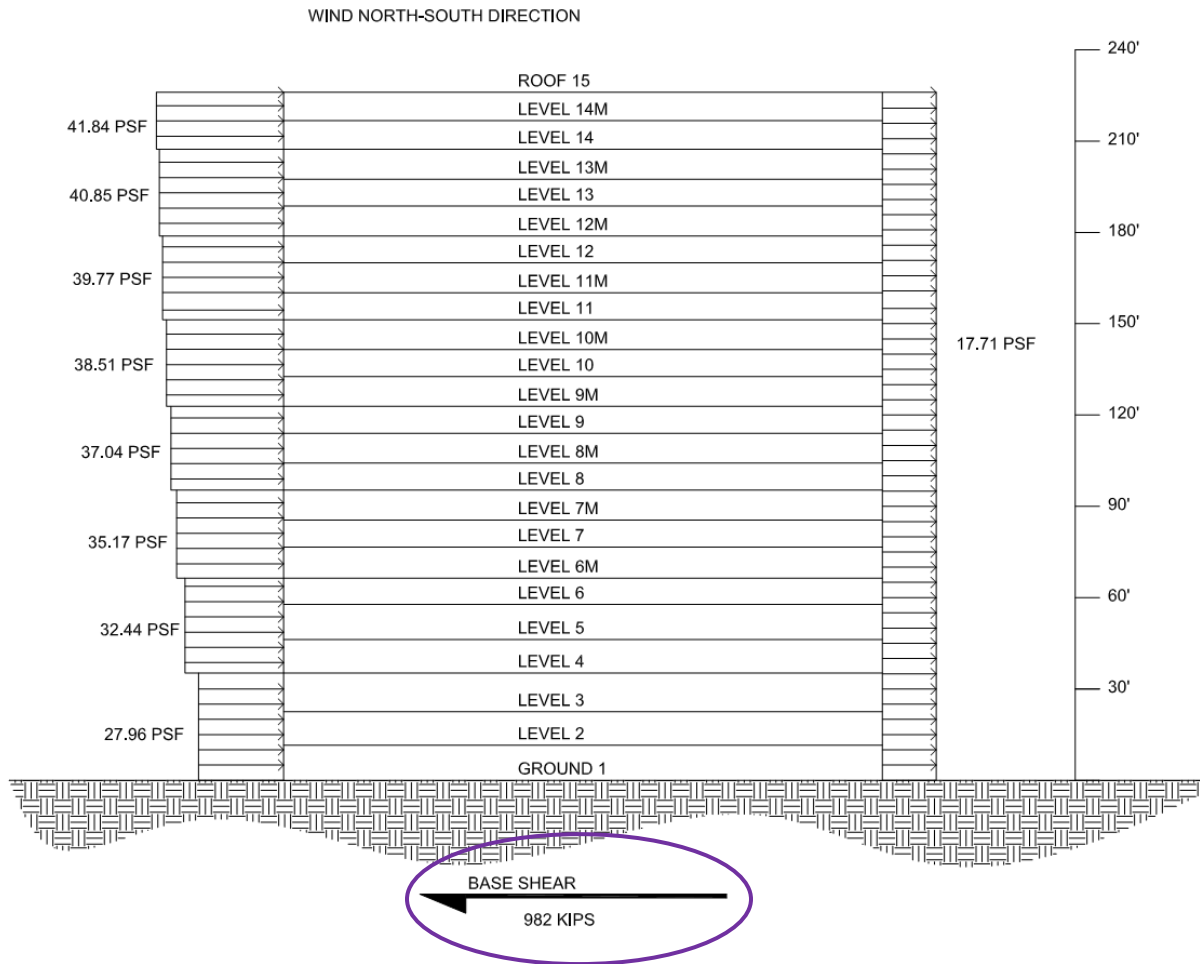 WIND NORTH-SOUTH DIRECTION
240'
ROOF 15
LEVEL 14M
41.84 PSF
LEVEL 14
210'
LEVEL 13M
40.85 PSF
LEVEL 13
LEVEL 12M
180'
LEVEL 12
39.77 PSF
LEVEL 11M
LEVEL 11
150'
LEVEL 10M
17.71 PSF
38.51 PSF
LEVEL 10
LEVEL 9M
120'
LEVEL 9
37.04 PSF
LEVEL 8M
LEVEL 8
LEVEL 7M
90'
35.17 PSF
LEVEL 7
LEVEL 6M
LEVEL 6
60'
32.44 PSF
LEVEL 5
LEVEL 4
30'
LEVEL 3
27.96 PSF
LEVEL 2
GROUND 1
BASE SHEAR
982 KIPS